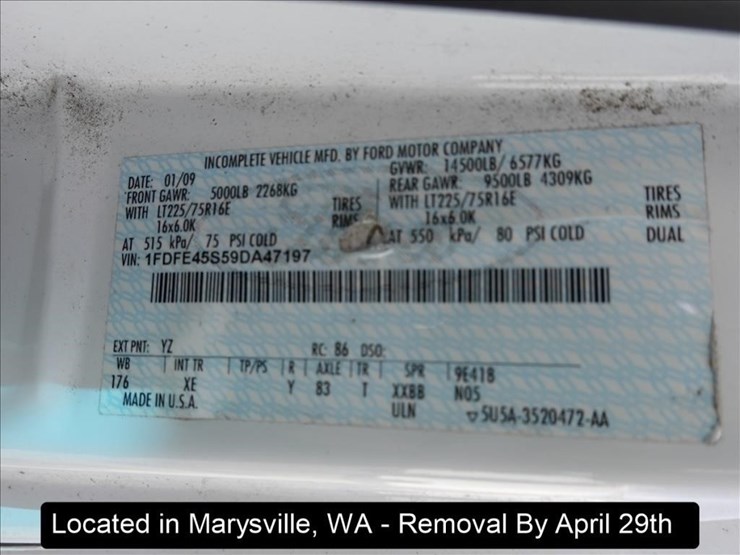 INCOMPLETE VEHICLE MFD. BY FORD MOTOR COMPANY
DATE: 01/09 GVWR: 14500LB/ 6577KG
FRONT GAWR: 5000LB 2268KG REAR GAWR: 9500LB 4309KG
WITH LT225/75R16E TIRES WITH LT225/75R16E TIRES
16x6.0K RIMS 16x6.0K RIMS
AT 515 kPa/ 75 PSI COLD AT 550 kPa/ 80 PSI COLD DUAL
VIN: 1FDFE45S59DA47197
EXT PNT: YZ RC: 86 DSO:
WB INT TR TP/PS R AXLE TR SPR 9E41B
176 XE Y 83 T XXBB N05
MADE IN U.S.A. ULN 5U5A-3520472-AA
Located in Marysville, WA - Removal By April 29th